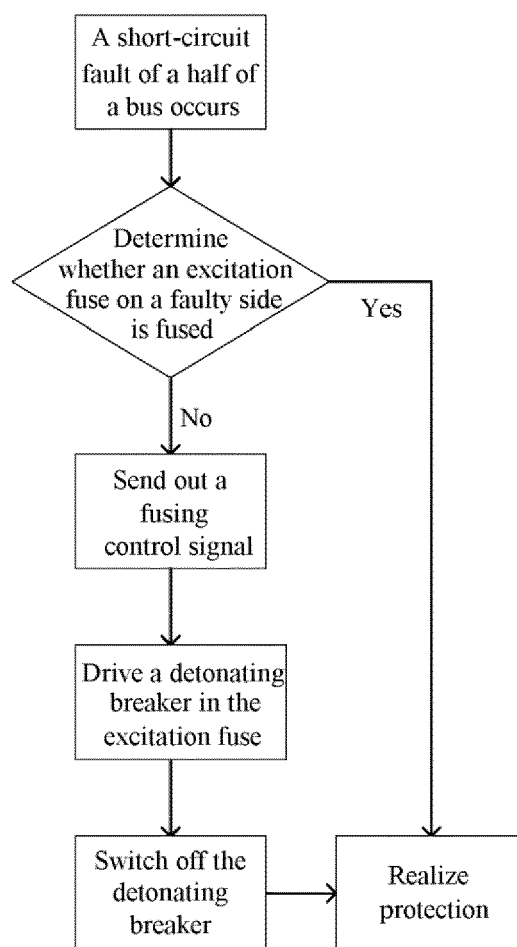 A short-circuit
fault of a half of
a bus occurs
Determine
whether an excitation
fuse on a faulty side
is fused
Yes
No
Send out a
fusing
control signal
Drive a detonating
breaker in the
excitation fuse
Switch off the
detonating
breaker
Realize
protection